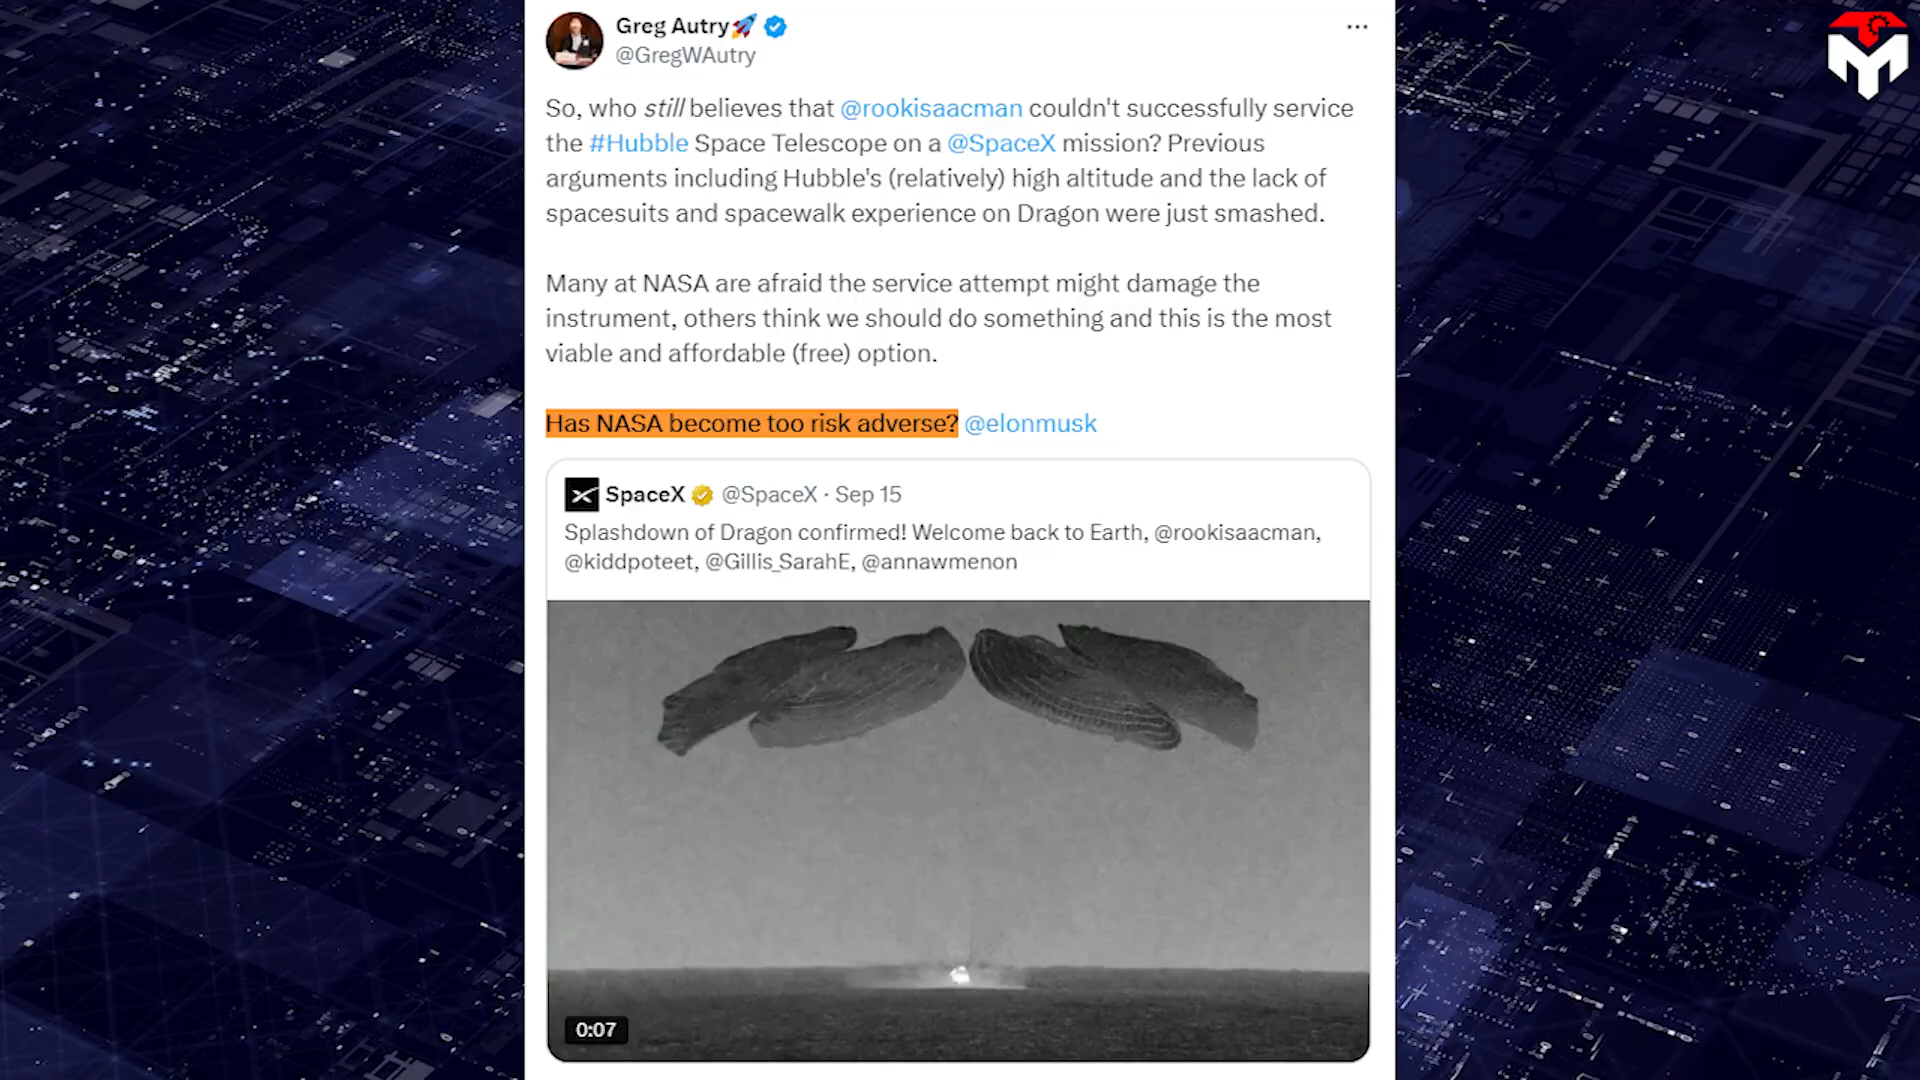 Greg Autry🚀
@GregWAutry
So, who still believes that @rookisaacman couldn't successfully service
the #Hubble Space Telescope on a @SpaceX mission? Previous
arguments including Hubble's (relatively) high altitude and the lack of
spacesuits and spacewalk experience on Dragon were just smashed.
Many at NASA are afraid the service attempt might damage the
instrument, others think we should do something and this is the most
viable and affordable (free) option.
Has NASA become too risk adverse? @elonmusk
SpaceX @SpaceX · Sep 15
Splashdown of Dragon confirmed! Welcome back to Earth, @rookisaacman,
@kiddpoteet, @Gillis_SarahE, @annawmenon
0:07